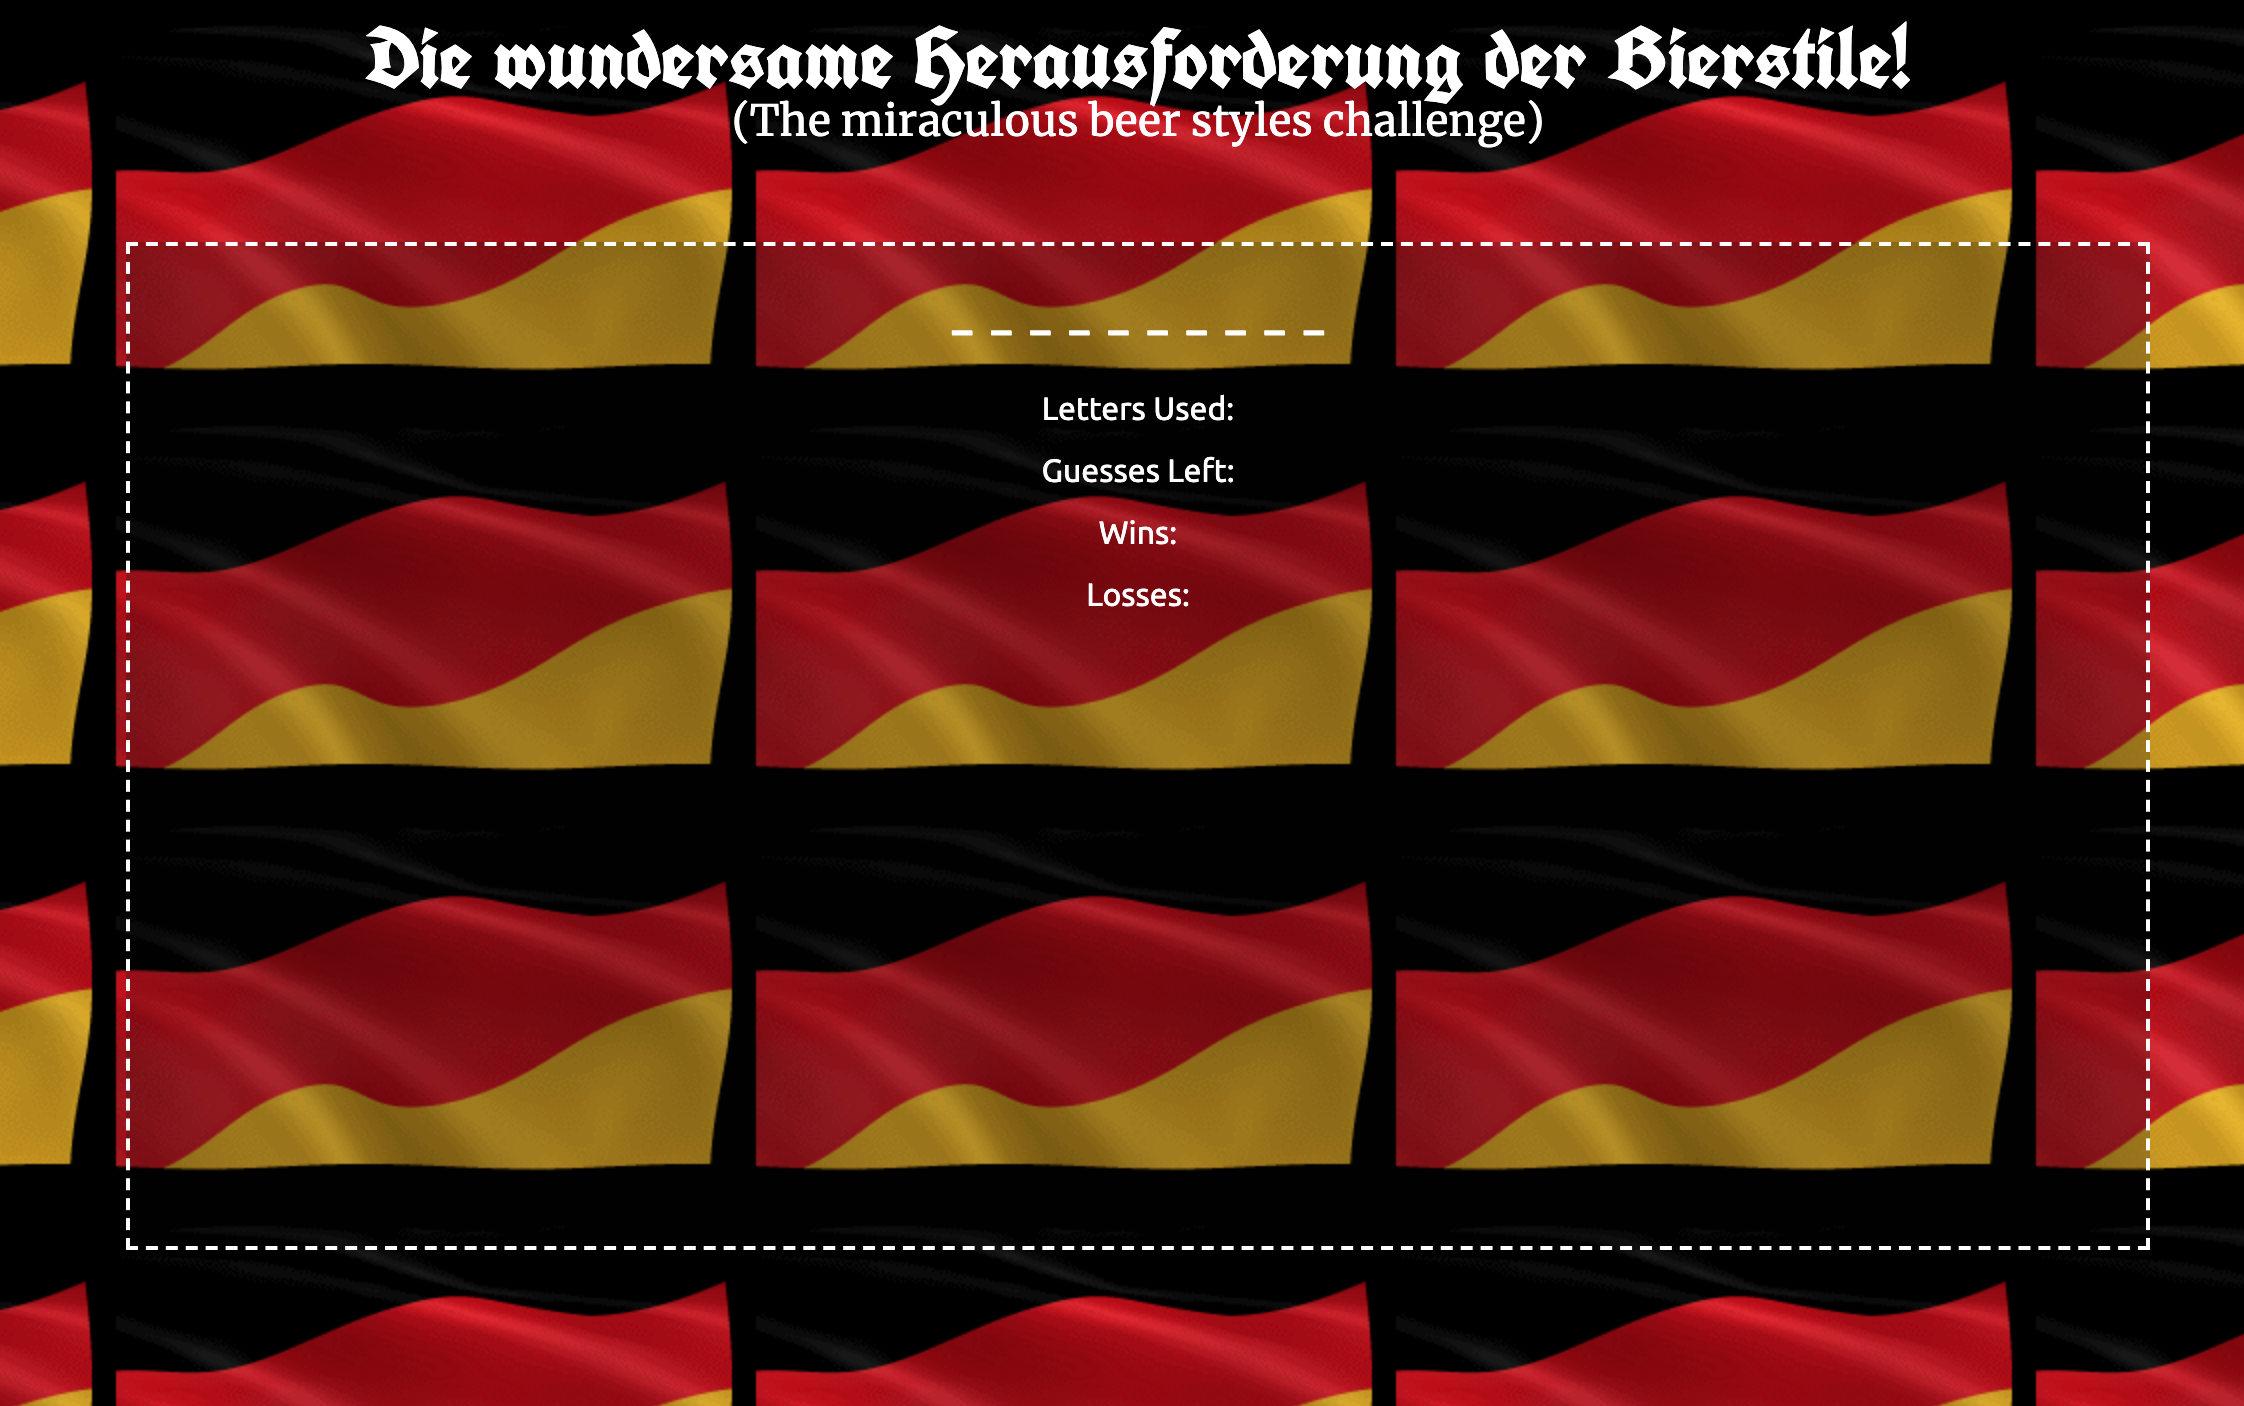 Die wundersame Herausforderung der Bierstile!
(The miraculous beer styles challenge)
_ _ _ _ _ _ _ _ _ _
Letters Used:
Guesses Left:
Wins:
Losses: